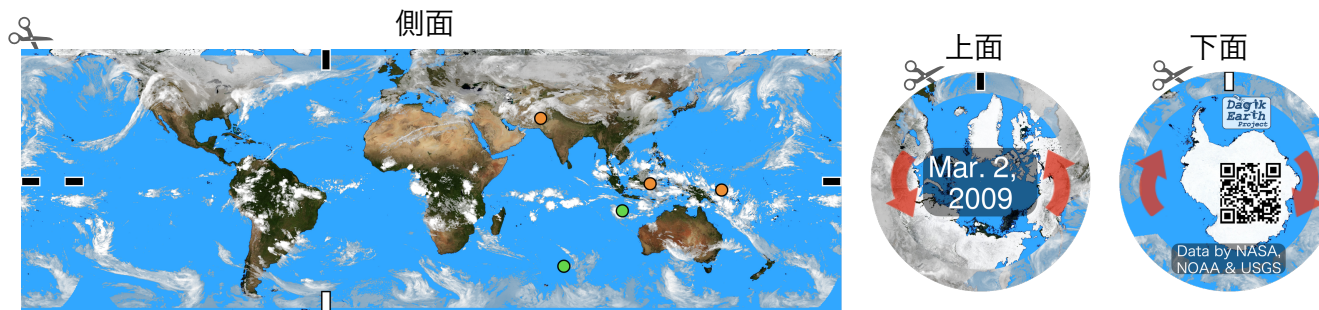 側面
上面
下面
Mar. 2,
2009
Dagik
Earth
Project
Data by NASA,
NOAA & USGS